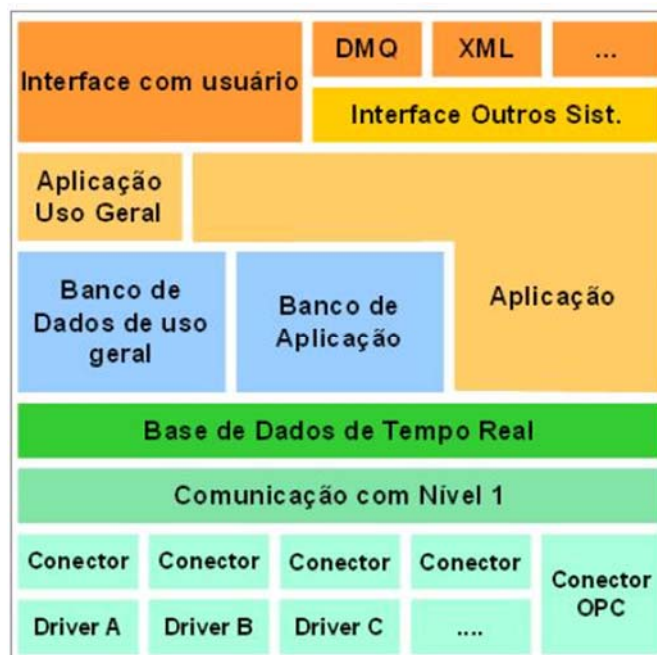 Interface com usuário
DMQ
XML
...
Interface Outros Sist.
Aplicação
Uso Geral
Aplicação
Banco de
Dados de uso
geral
Banco de
Aplicação
Base de Dados de Tempo Real
Comunicação com Nível 1
Conector
Conector
Conector
Conector
Conector
OPC
Driver A
Driver B
Driver C
....